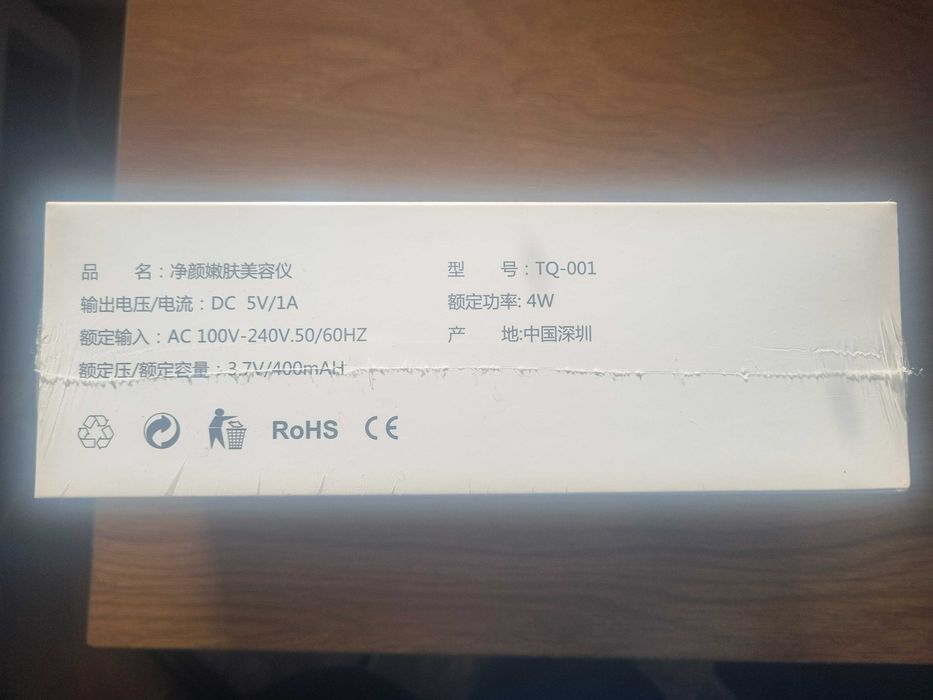 品 名：净颜嫩肤美容仪
输出电压/电流：DC 5V/1A
额定输入：AC 100V-240V.50/60HZ
额定压/额定容量：3.7V/400mAH
型 号：TQ-001
额定功率: 4W
产 地:中国深圳
RoHS CE